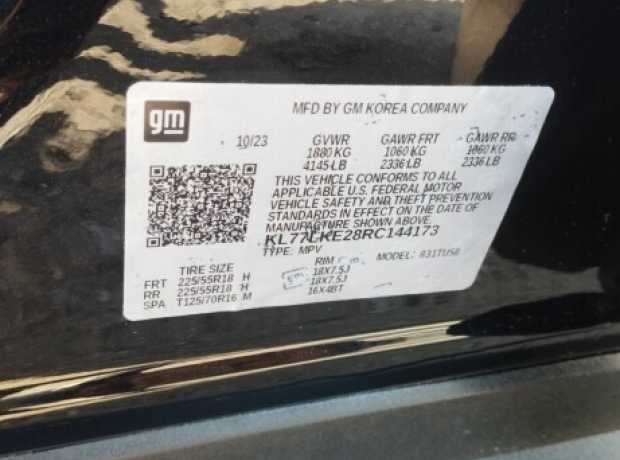 gm
MFD BY GM KOREA COMPANY
10/23 GVWR GAWR FRT GAWR RR
1880 KG 1060 KG 1060 KG
4145 LB 2336 LB 2336 LB
THIS VEHICLE CONFORMS TO ALL
APPLICABLE U.S. FEDERAL MOTOR
VEHICLE SAFETY AND THEFT PREVENTION
STANDARDS IN EFFECT ON THE DATE OF
MANUFACTURE SHOWN ABOVE.
KL77LKE28RC144173
TYPE: MPV MODEL:
TIRE SIZE RIM
FRT 225/55R18 H 18X7.5J
RR 225/55R18 H 18X7.5J
SPA T125/70R16 M 16X4BT